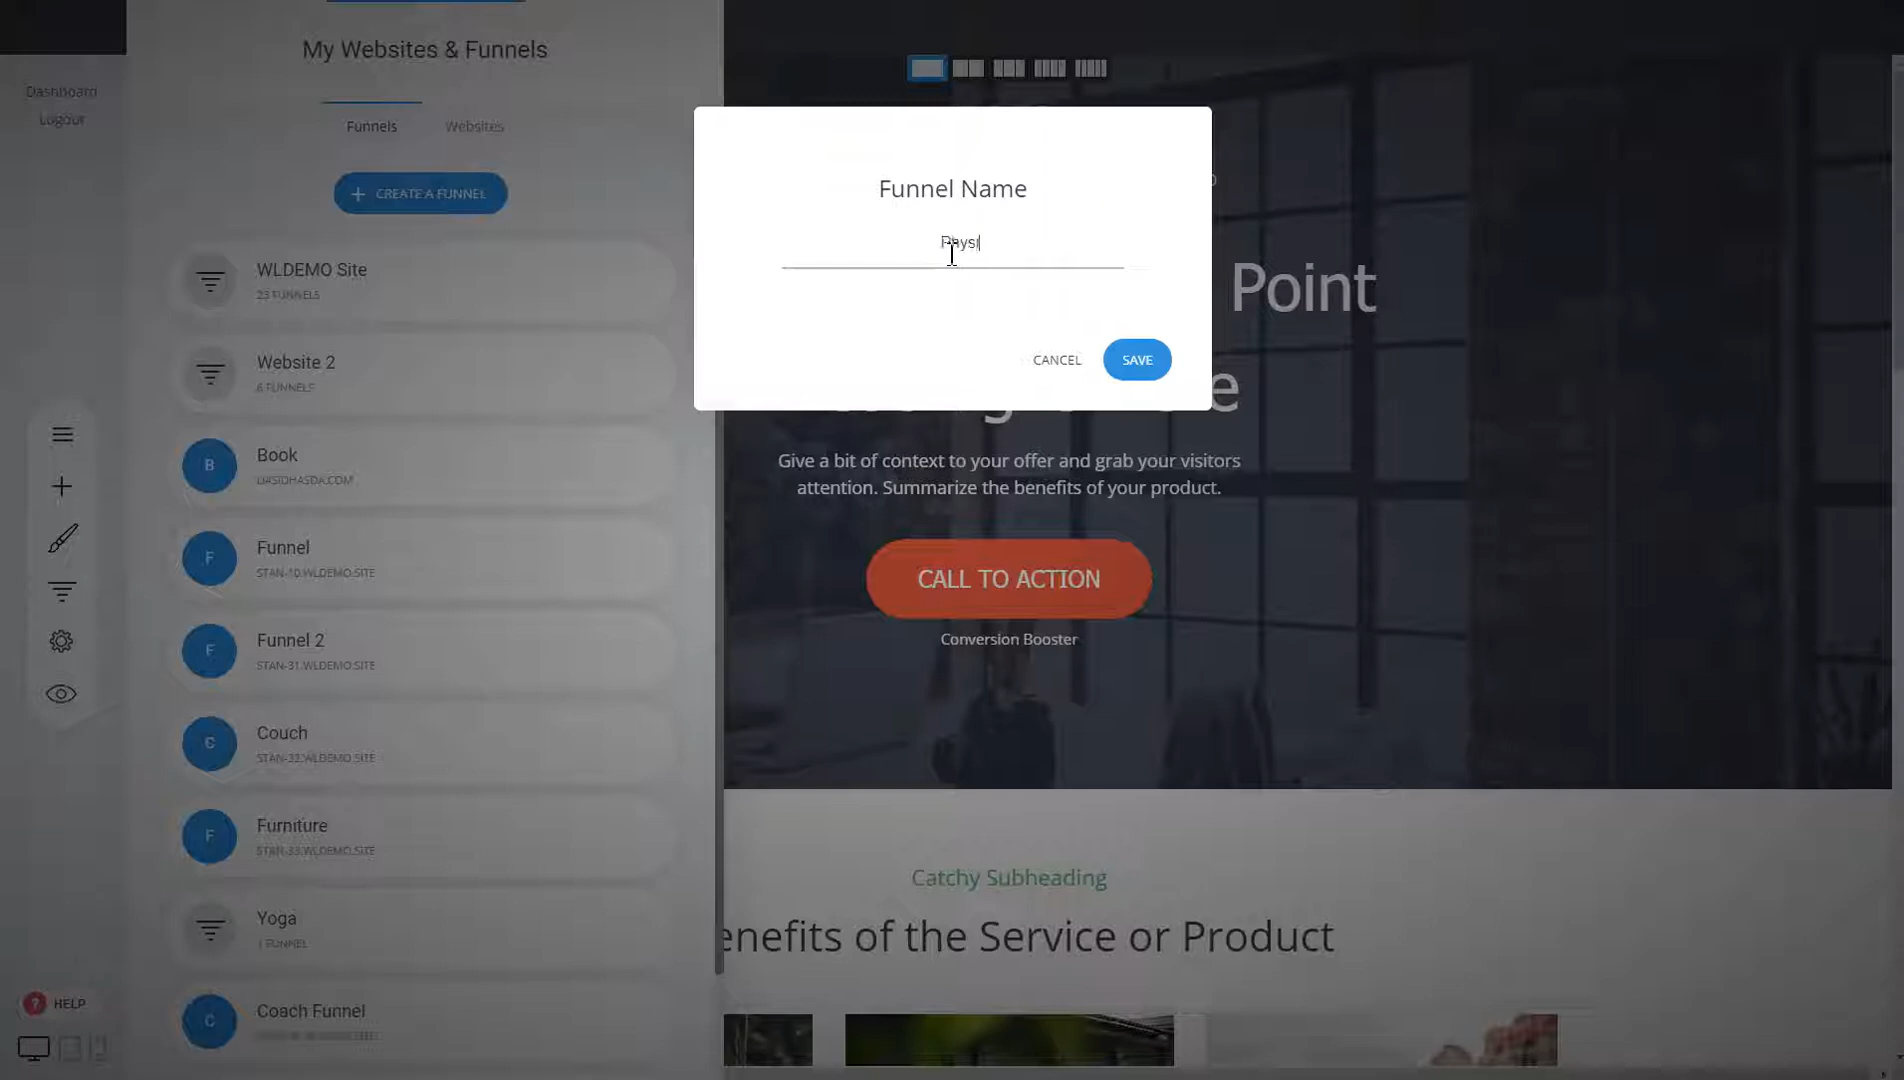 My Websites & Funnels
Dashboard
Logout
Funnels
Websites
+ CREATE A FUNNEL
WLDEMO Site
23 FUNNELS
Website 2
6 FUNNELS
B
Book
F
Funnel
STAN-10.WLDEMO.SITE
F
Funnel 2
STAN-31.WLDEMO.SITE
C
Couch
STAN-32.WLDEMO.SITE
F
Furniture
STAN-33.WLDEMO.SITE
Yoga
1 FUNNEL
C
Coach Funnel
? HELP
Funnel Name
CANCEL
SAVE
Point
Give a bit of context to your offer and grab your visitors
attention. Summarize the benefits of your product.
CALL TO ACTION
Conversion Booster
Catchy Subheading
enefits of the Service or Product